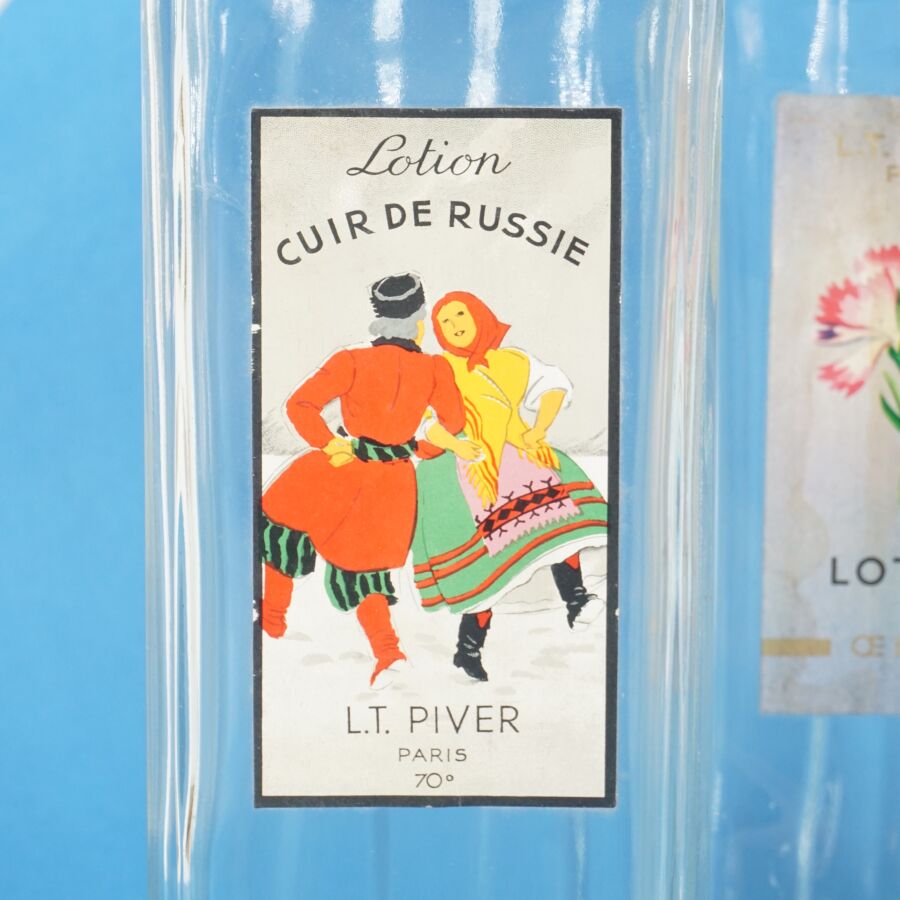 Lotion
CUIR DE RUSSIE
L.T. PIVER
PARIS
70°
L.T.